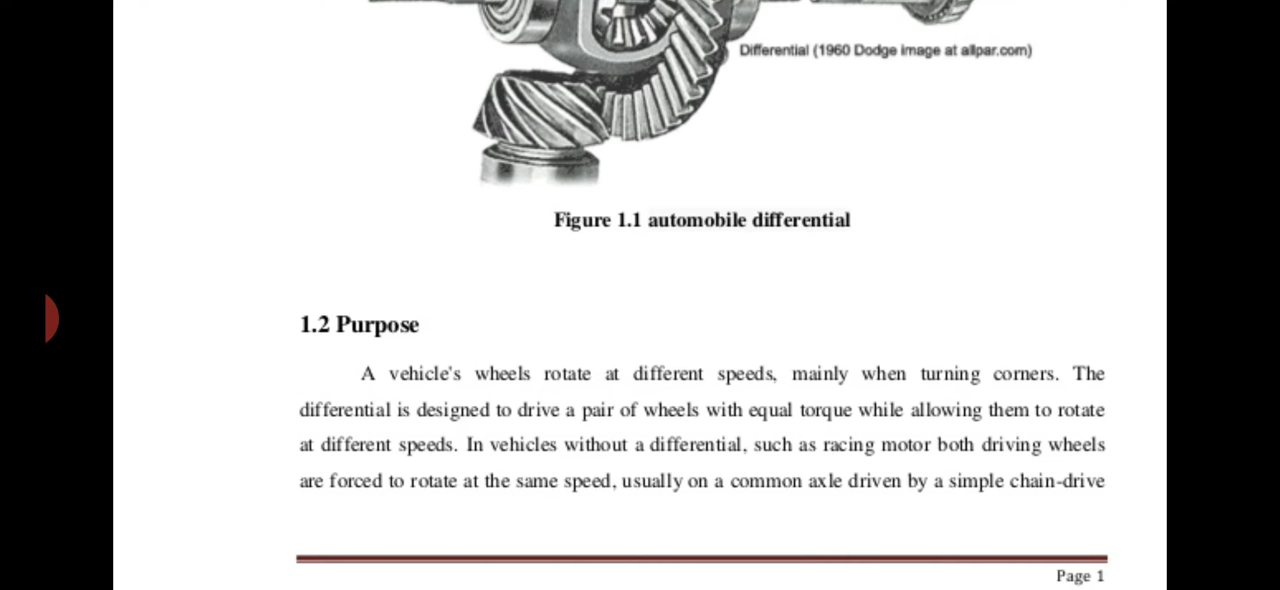 Differential (1960 Dodge image at allpar.com)
Figure 1.1 automobile differential
1.2 Purpose
A vehicle's wheels rotate at different speeds, mainly when turning corners. The
differential is designed to drive a pair of wheels with equal torque while allowing them to rotate
at different speeds. In vehicles without a differential, such as racing motor both driving wheels
are forced to rotate at the same speed, usually on a common axle driven by a simple chain-drive
Page 1